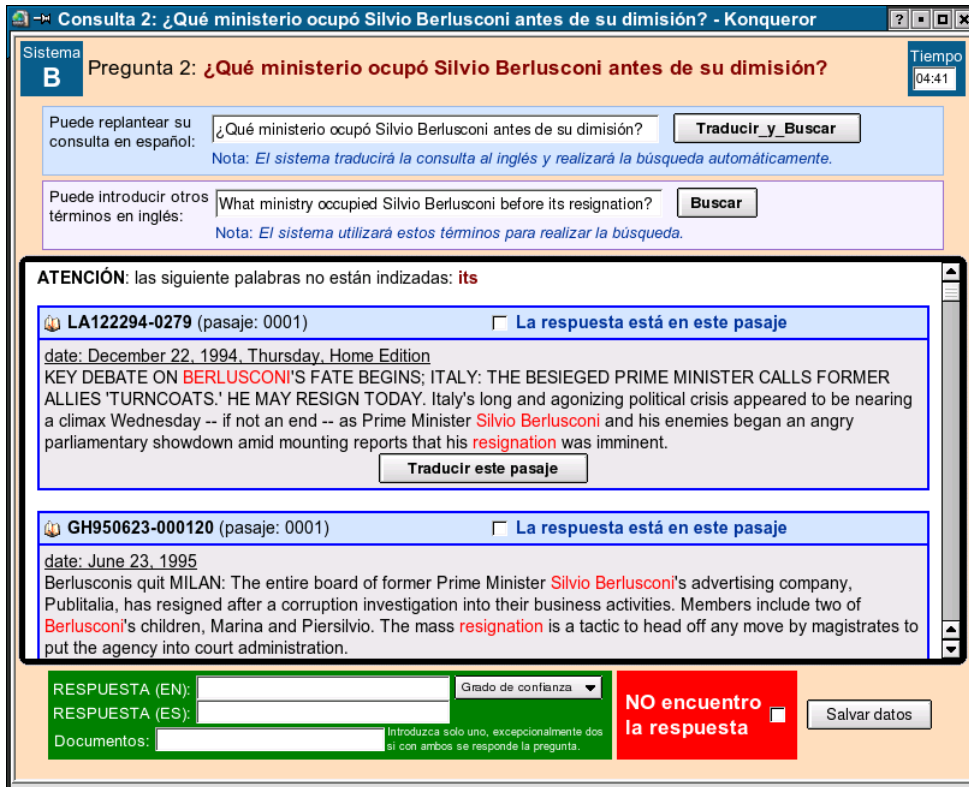 Consulta 2: ¿Qué ministerio ocupó Silvio Berlusconi antes de su dimisión? - Konqueror
Sistema
B
Pregunta 2: ¿Qué ministerio ocupó Silvio Berlusconi antes de su dimisión?
Tiempo
04:41
Puede replantear su
consulta en español:
¿Qué ministerio ocupó Silvio Berlusconi antes de su dimisión?
Traducir_y_Buscar
Nota: El sistema traducirá la consulta al inglés y realizará la búsqueda automáticamente.
Puede introducir otros
términos en inglés:
What ministry occupied Silvio Berlusconi before its resignation?
Buscar
Nota: El sistema utilizará estos términos para realizar la búsqueda.
ATENCIÓN: las siguiente palabras no están indizadas: its
LA122294-0279 (pasaje: 0001)
La respuesta está en este pasaje
date: December 22, 1994, Thursday, Home Edition
KEY DEBATE ON BERLUSCONI'S FATE BEGINS; ITALY: THE BESIEGED PRIME MINISTER CALLS FORMER
ALLIES 'TURNCOATS.' HE MAY RESIGN TODAY. Italy's long and agonizing political crisis appeared to be nearing
a climax Wednesday -- if not an end -- as Prime Minister Silvio Berlusconi and his enemies began an angry
parliamentary showdown amid mounting reports that his resignation was imminent.
Traducir este pasaje
GH950623-000120 (pasaje: 0001)
La respuesta está en este pasaje
date: June 23, 1995
Berlusconis quit MILAN: The entire board of former Prime Minister Silvio Berlusconi's advertising company,
Publitalia, has resigned after a corruption investigation into their business activities. Members include two of
Berlusconi's children, Marina and Piersilvio. The mass resignation is a tactic to head off any move by magistrates to
put the agency into court administration.
RESPUESTA (EN):
Grado de confianza
RESPUESTA (ES):
Documentos:
Introduzca solo uno, excepcionalmente dos
si con ambos se responde la pregunta.
NO encuentro
la respuesta
Salvar datos